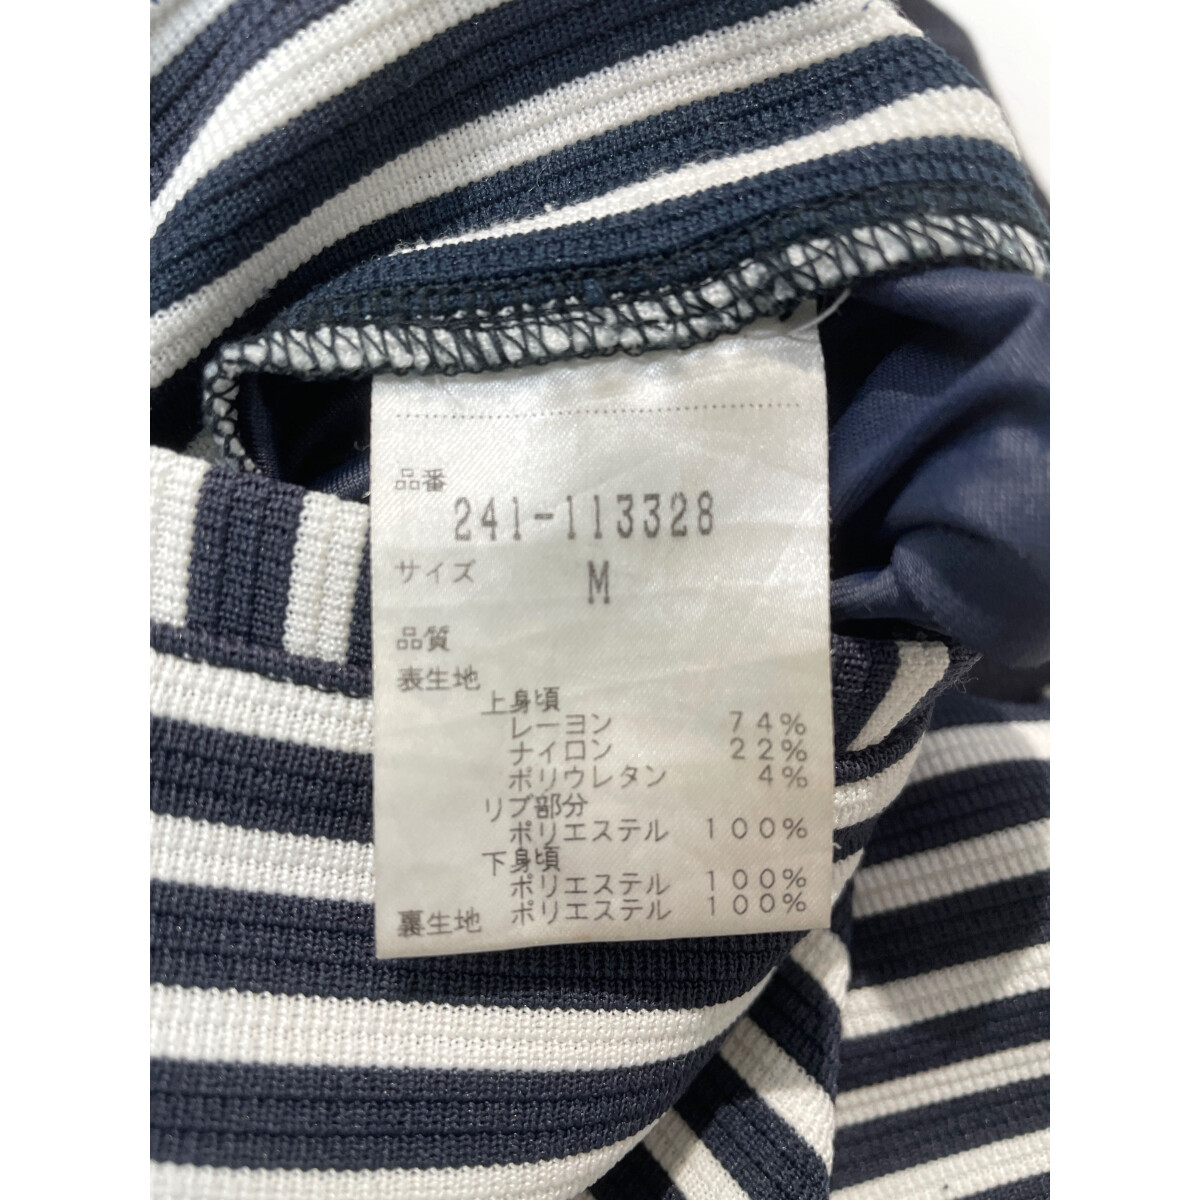 品番
241-113328
サイズ M
品質
表生地
上身頃
レーヨン 74%
ナイロン 22%
ポリウレタン 4%
リブ部分
ポリエステル 100%
下身頃
ポリエステル 100%
裏生地 ポリエステル 100%